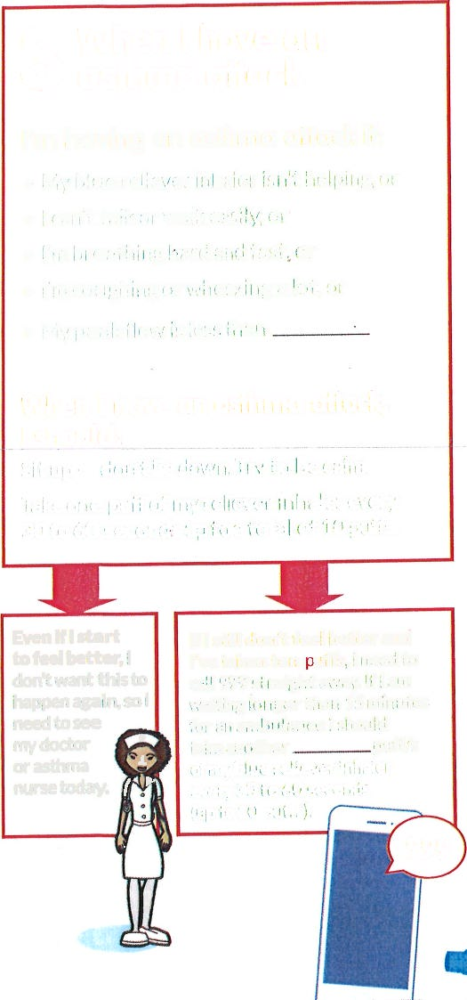 When I have an
asthma attack
I'm having an asthma attack if:
My blue reliever inhaler isn't helping, or
I can't talk or walk easily, or
I'm breathing hard and fast, or
I'm coughing or wheezing a lot, or
My peak flow is less than
When I have an asthma attack,
I should:
Sit up — don't lie down. Try to be calm.
Take one puff of my reliever inhaler every
30 to 60 seconds up to a total of 10 puffs.
Even if I start
to feel better, I
don't want this to
happen again, so I
need to see
my doctor
or asthma
nurse today.
If I still don't feel better and
I've taken ten puffs, I need to
call 999 straight away. If I am
waiting longer than 15 minutes
for an ambulance I should
take another puffs
of my blue reliever inhaler
every 30 to 60 seconds
(up to 10 puffs).